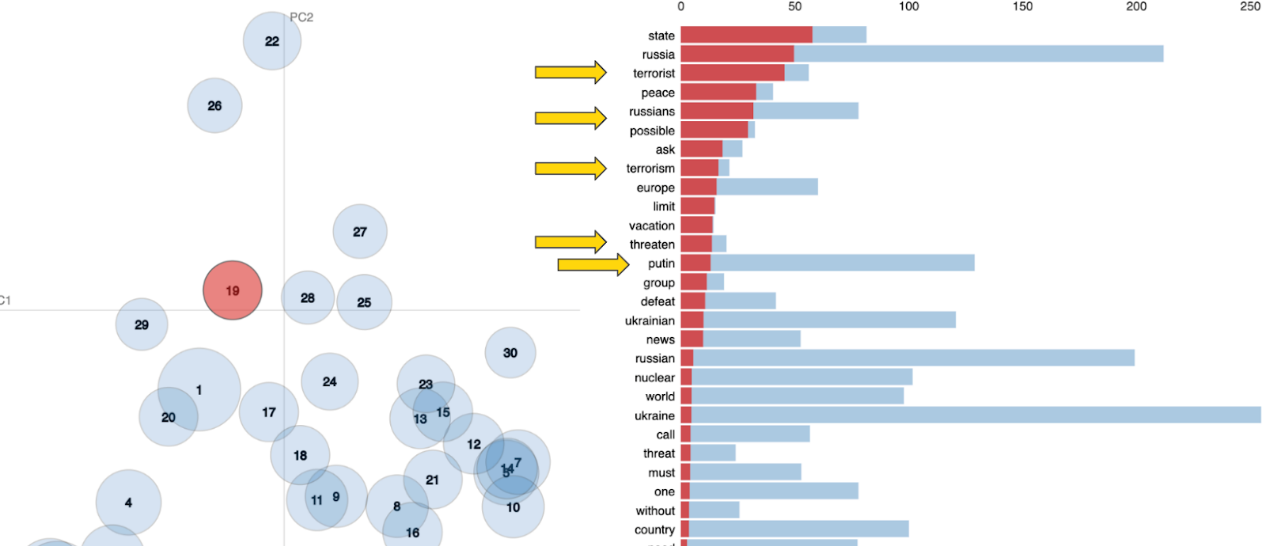 PC2
22
26
27
19
28
25
C1
29
30
1
24
23
20
17
13
15
12
18
7
14
5
21
4
11
9
8
10
16
0 50 100 150 200 250
state
russia
terrorist
peace
russians
possible
ask
terrorism
europe
limit
vacation
threaten
putin
group
defeat
ukrainian
news
russian
nuclear
world
ukraine
call
threat
must
one
without
country